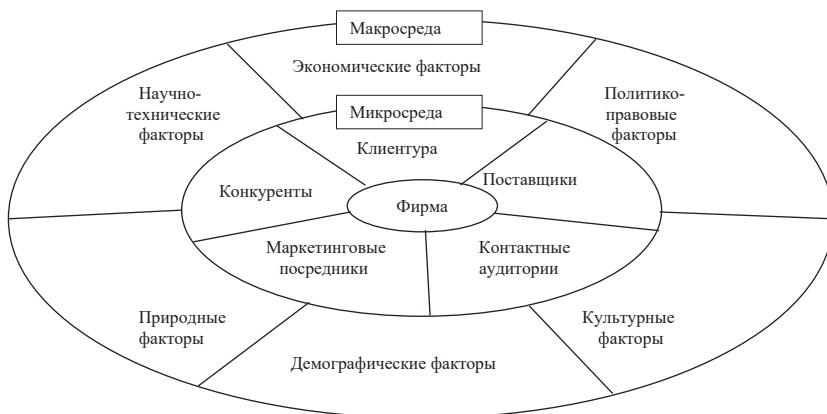 Макросреда
Экономические факторы
Научно-
технические
факторы
Политико-
правовые
факторы
Микросреда
Клиентура
Конкуренты
Поставщики
Фирма
Маркетинговые
посредники
Контактные
аудитории
Природные
факторы
Культурные
факторы
Демографические факторы